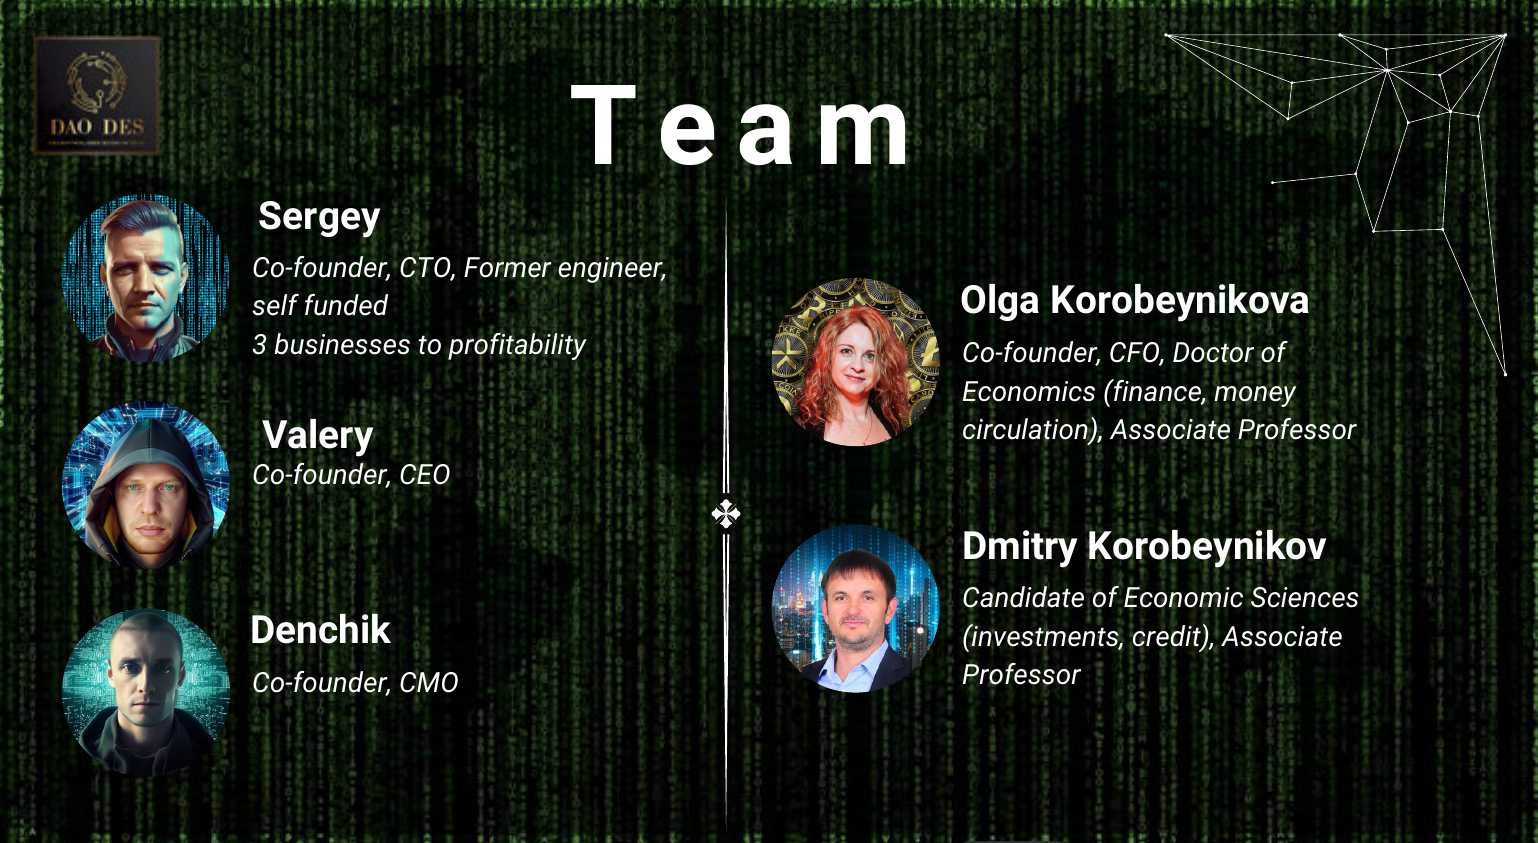 DAO DES
Team
Sergey
Co-founder, CTO, Former engineer,
self funded
3 businesses to profitability
Valery
Co-founder, CEO
Denchik
Co-founder, CMO
Olga Korobeynikova
Co-founder, CFO, Doctor of
Economics (finance, money
circulation), Associate Professor
Dmitry Korobeynikov
Candidate of Economic Sciences
(investments, credit), Associate
Professor